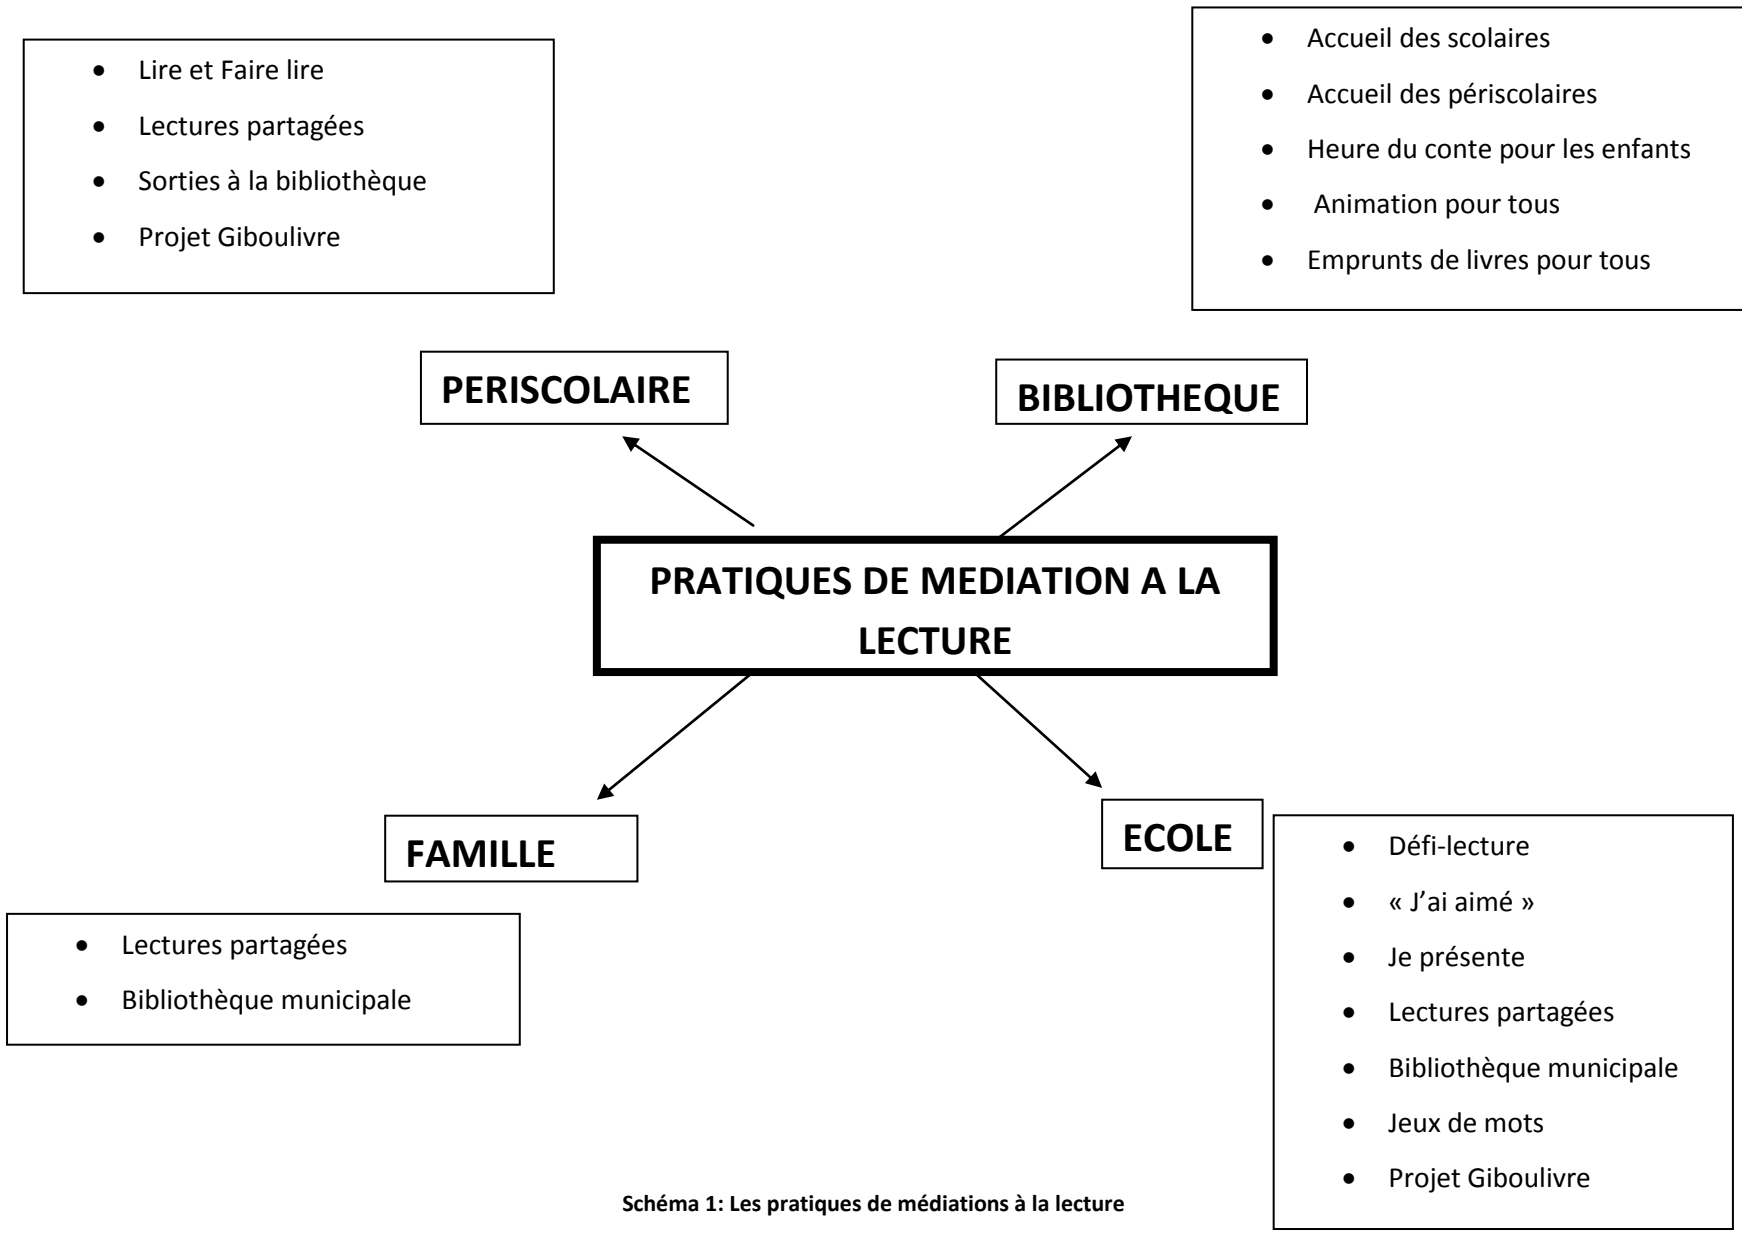 • Lire et Faire lire
• Lectures partagées
• Sorties à la bibliothèque
• Projet Giboulivre
• Accueil des scolaires
• Accueil des périscolaires
• Heure du conte pour les enfants
• Animation pour tous
• Emprunts de livres pour tous
PERISCOLAIRE
BIBLIOTHEQUE
PRATIQUES DE MEDIATION A LA
LECTURE
FAMILLE
• Lectures partagées
• Bibliothèque municipale
ECOLE
• Défi-lecture
• « J’ai aimé »
• Je présente
• Lectures partagées
• Bibliothèque municipale
• Jeux de mots
• Projet Giboulivre
Schéma 1: Les pratiques de médiations à la lecture